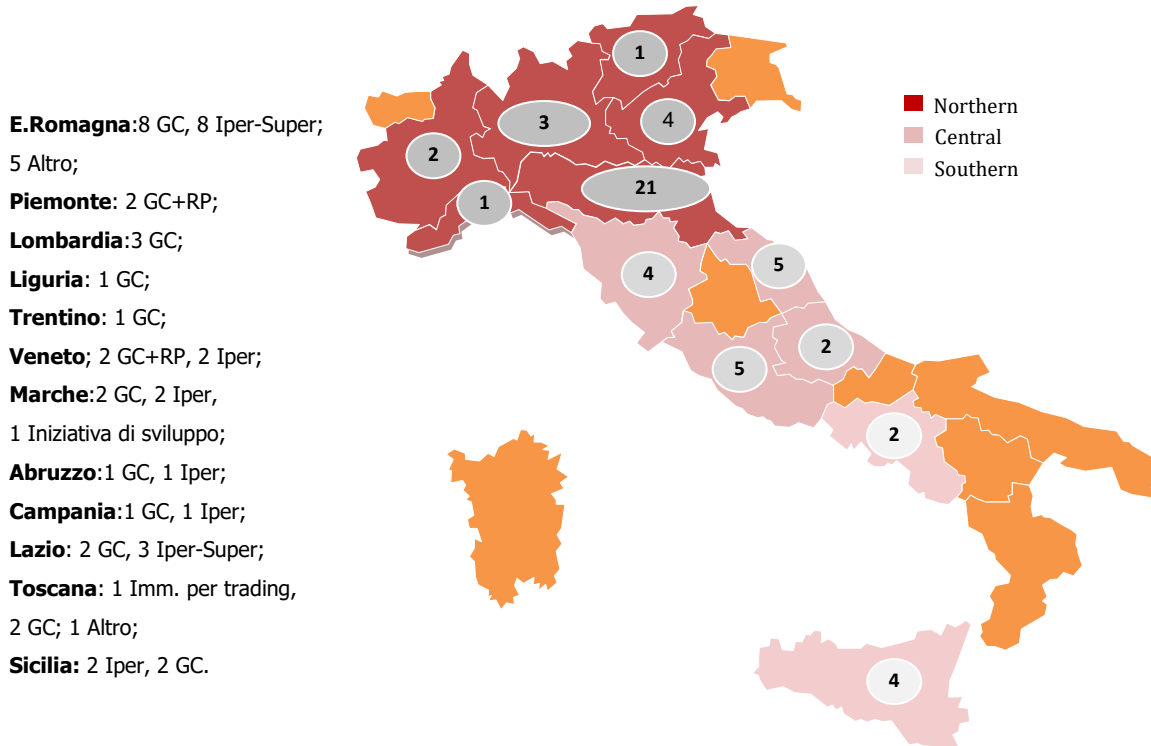 E.Romagna:8 GC, 8 Iper-Super;
5 Altro;
Piemonte: 2 GC+RP;
Lombardia:3 GC;
Liguria: 1 GC;
Trentino: 1 GC;
Veneto; 2 GC+RP, 2 Iper;
Marche:2 GC, 2 Iper,
1 Iniziativa di sviluppo;
Abruzzo:1 GC, 1 Iper;
Campania:1 GC, 1 Iper;
Lazio: 2 GC, 3 Iper-Super;
Toscana: 1 Imm. per trading,
2 GC; 1 Altro;
Sicilia: 2 Iper, 2 GC.
1
3
4
2
21
1
4
5
5
2
2
4
Northern
Central
Southern